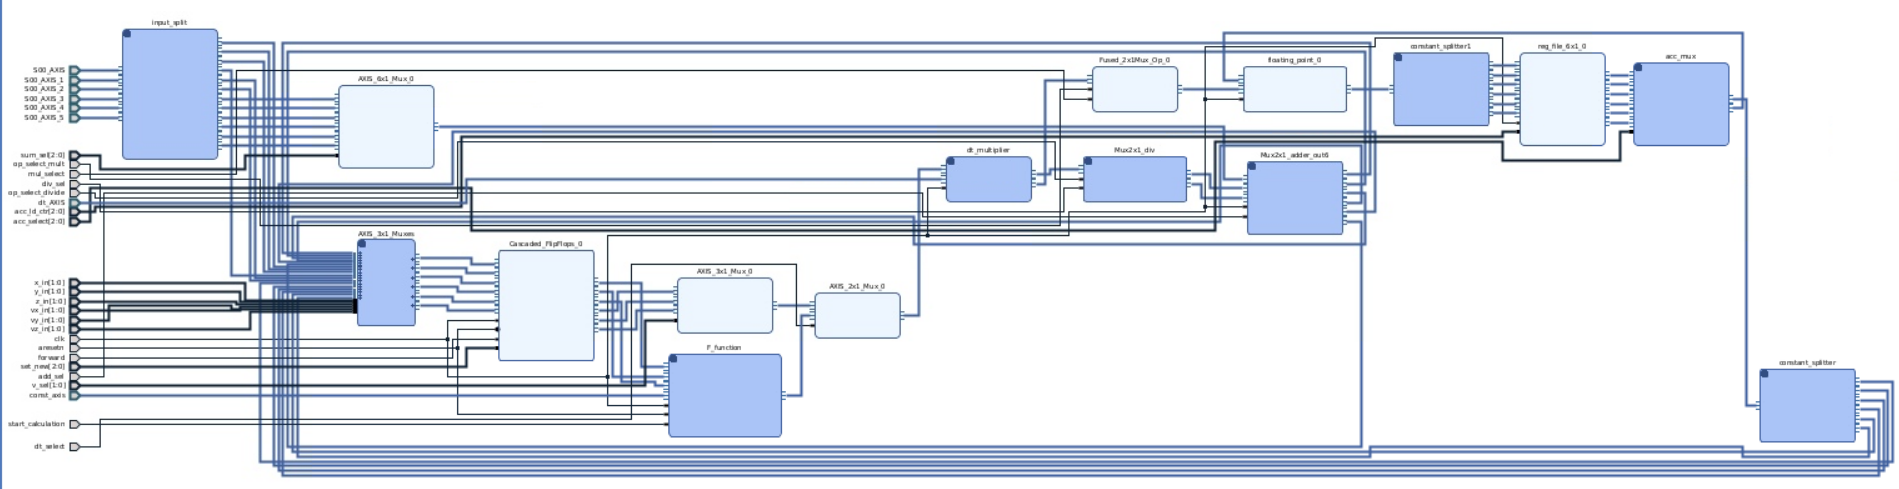 input_split
S00_AXIS
S00_AXIS_1
S00_AXIS_2
S00_AXIS_3
S00_AXIS_4
S00_AXIS_5
AXIS_6x1_Mux_0
Fused_2x1Mux_Op_0
floating_point_0
constant_splitter1
reg_file_6x1_0
acc_mux
sum_sel[2:0]
op_select_mult
mul_select
div_sel
op_select_divide
dt_AXIS
acc_ld_ctr[2:0]
acc_select[2:0]
dt_multiplier
Mux2x1_div
Mux2x1_adder_out6
AXIS_3x1_Muxes
Cascaded_FlipFlops_0
AXIS_3x1_Mux_0
AXIS_2x1_Mux_0
x_in[1:0]
y_in[1:0]
z_in[1:0]
vx_in[1:0]
vy_in[1:0]
vz_in[1:0]
clk
aresetn
forward
set_new[2:0]
add_sel
v_sel[1:0]
const_axis
F_function
start_calculation
dt_select
constant_splitter